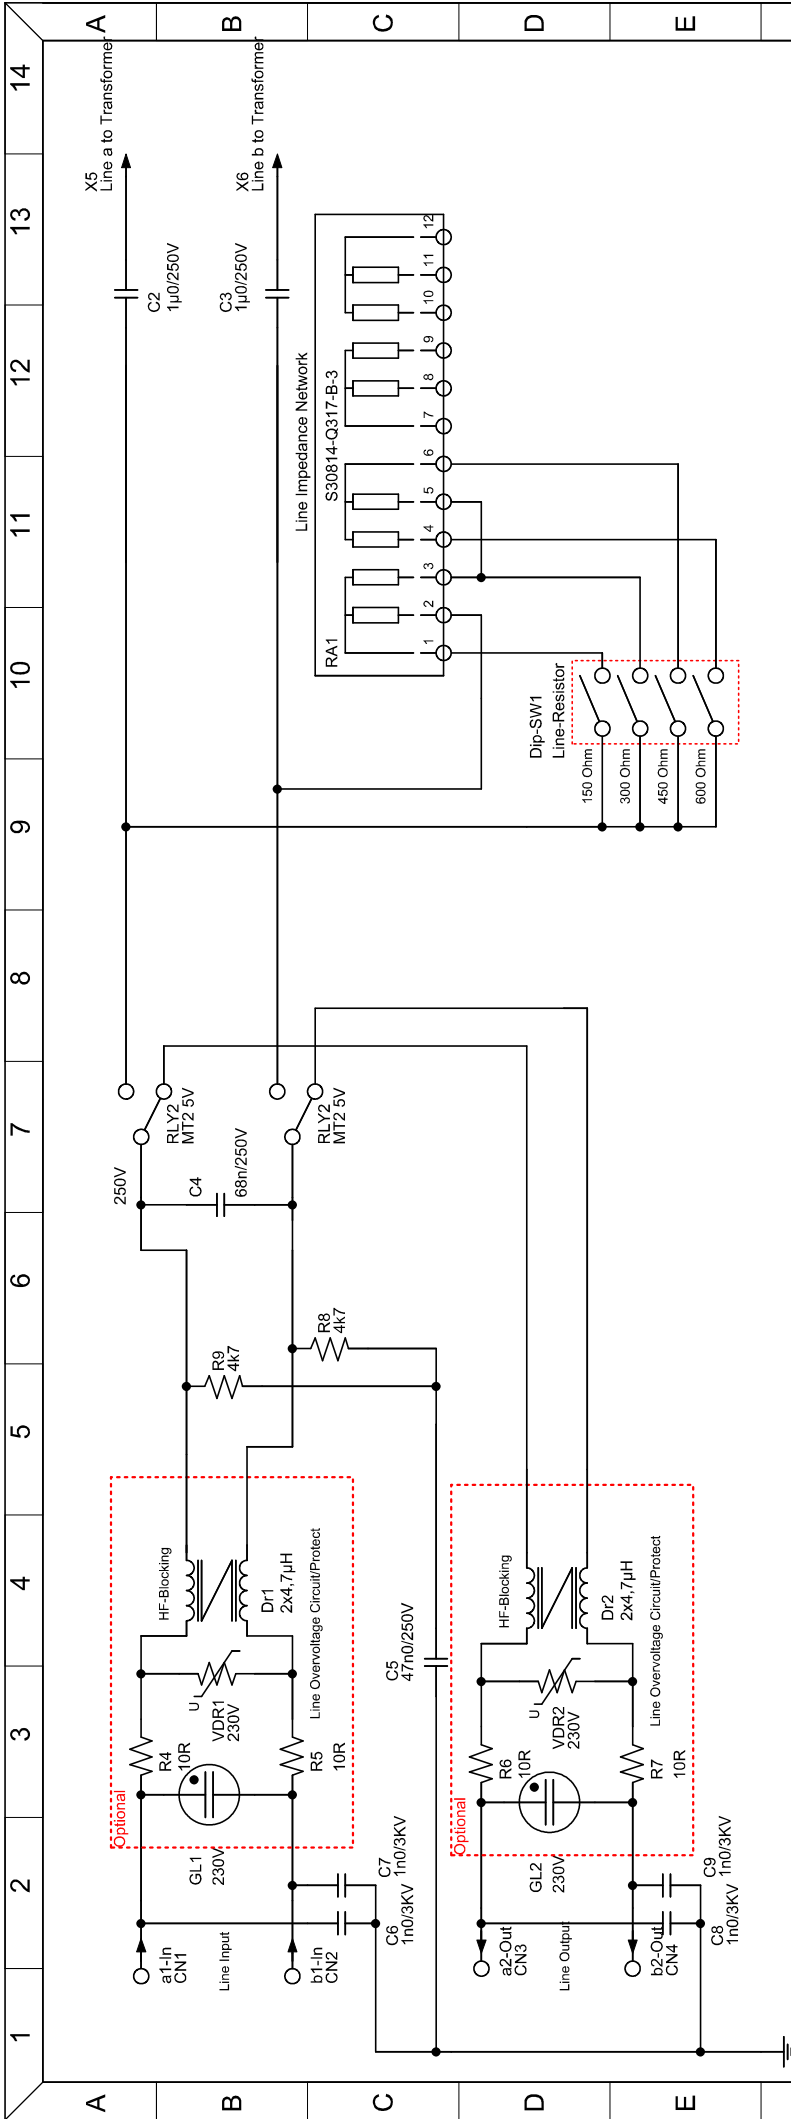 A
B
C
D
E
14
13
12
11
10
9
8
7
6
5
4
3
2
1
X5
Line a to Transformer
X6
Line b to Transformer
C2
1µ0/250V
C3
1µ0/250V
Line Impedance Network
S30814-Q317-B-3
RA1
1
2
3
4
5
6
7
8
9
10
11
12
Dip-SW1
Line-Resistor
150 Ohm
300 Ohm
450 Ohm
600 Ohm
RLY2
MT2 5V
RLY2
MT2 5V
250V
C4
68n/250V
R9
4k7
R8
4k7
HF-Blocking
Dr1
2x4,7µH
Line Overvoltage Circuit/Protect
U
VDR1
230V
R4
10R
R5
10R
Optional
GL1
230V
C7
1n0/3KV
C6
1n0/3KV
a1-In
CN1
Line Input
b1-In
CN2
C5
47n0/250V
HF-Blocking
Dr2
2x4,7µH
Line Overvoltage Circuit/Protect
U
VDR2
230V
R6
10R
R7
10R
Optional
GL2
230V
C9
1n0/3KV
C8
1n0/3KV
a2-Out
CN3
Line Output
b2-Out
CN4
A
B
C
D
E